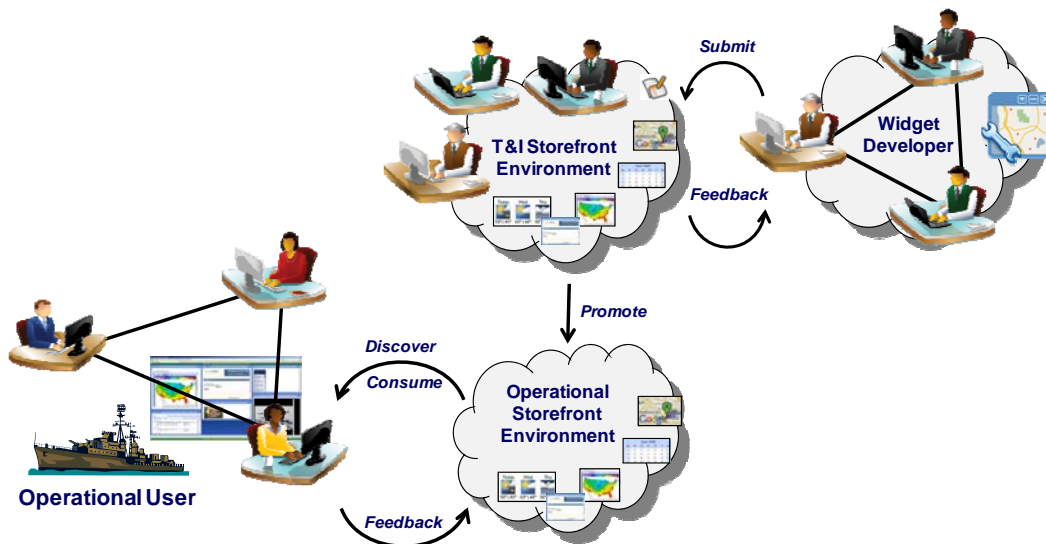 Submit
T&I Storefront
Environment
Widget
Developer
Feedback
Promote
Discover
Consume
Operational
Storefront
Environment
Operational User
Feedback